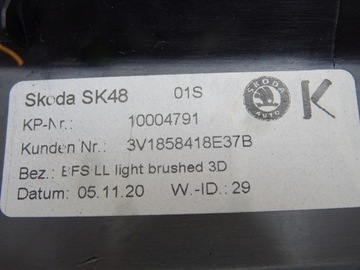 Skoda SK48 01S
KP-Nr.: 10004791
Kunden Nr.: 3V1858418E37B
Bez.: BFS LL light brushed 3D
Datum: 05.11.20 W.-ID.: 29
SKODA
AUTO
K